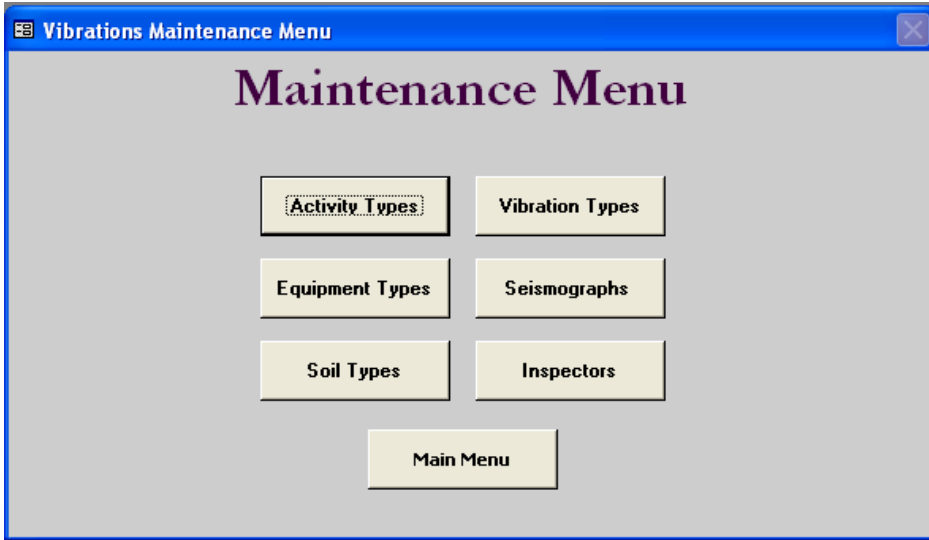 Vibrations Maintenance Menu
Maintenance Menu
Activity Types
Vibration Types
Equipment Types
Seismographs
Soil Types
Inspectors
Main Menu